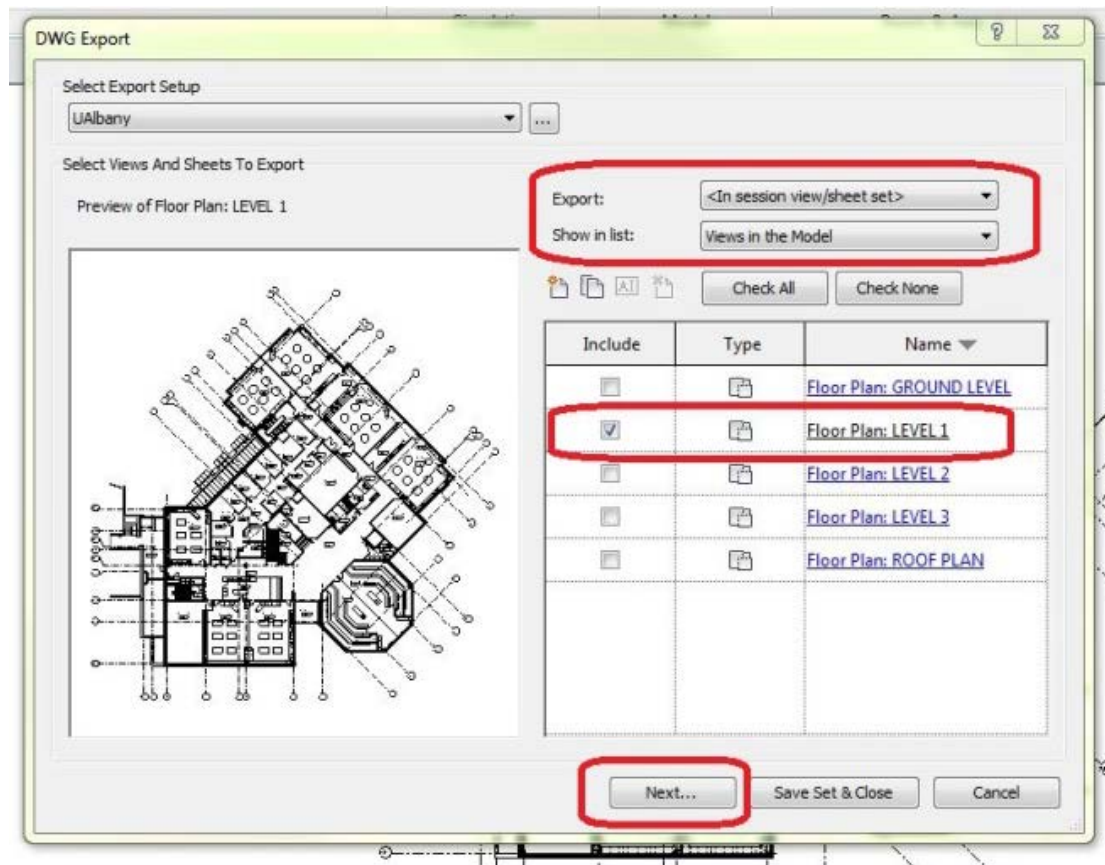 DWG Export
Select Export Setup
UAlbany
...
Select Views And Sheets To Export
Preview of Floor Plan: LEVEL 1
Export:
<In session view/sheet set>
Show in list:
Views in the Model
Check All
Check None
Include
Type
Name
Floor Plan: GROUND LEVEL
Floor Plan: LEVEL 1
Floor Plan: LEVEL 2
Floor Plan: LEVEL 3
Floor Plan: ROOF PLAN
Next...
Save Set & Close
Cancel